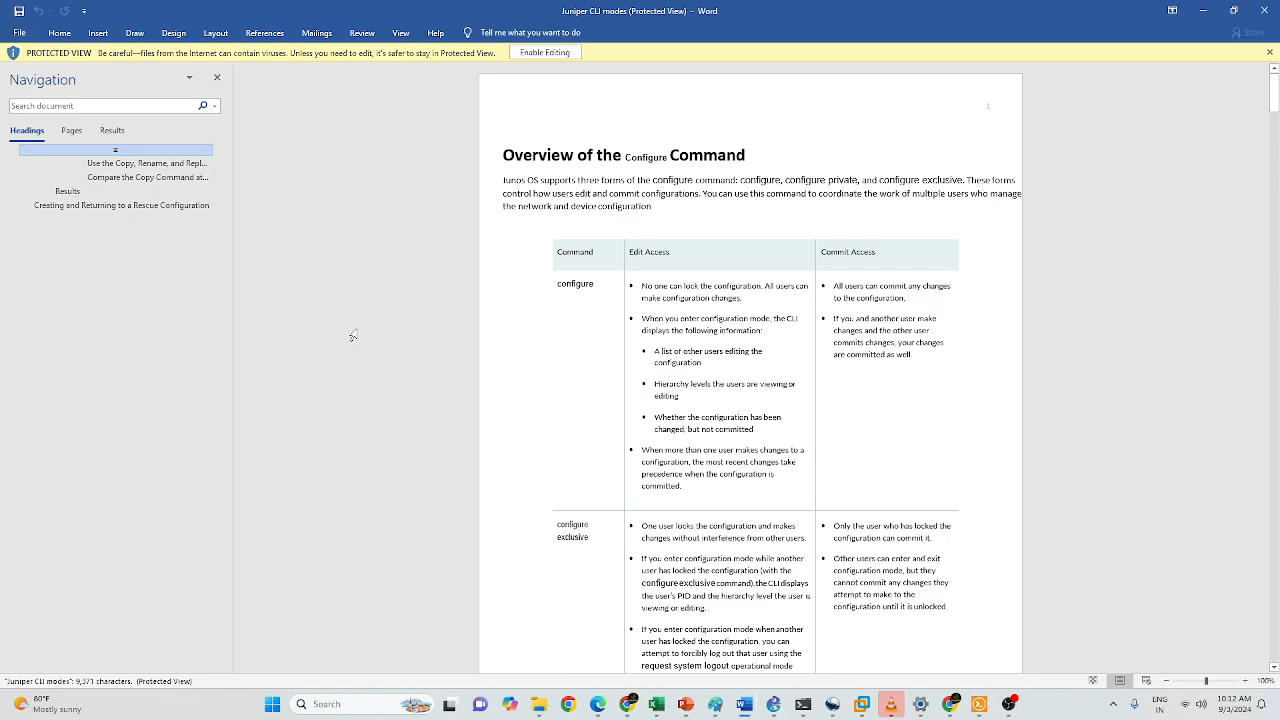 Juniper CLI modes [Protected View] - Word
File Home Insert Draw Design Layout References Mailings Review View Help Tell me what you want to do Share
PROTECTED VIEW Be careful—files from the Internet can contain viruses. Unless you need to edit, it's safer to stay in Protected View. Enable Editing
Navigation
Search document
Headings Pages Results
Use the Copy, Rename, and Repl...
Compare the Copy Command at...
Results
Creating and Returning to a Rescue Configuration
1
Overview of the Configure Command
Junos OS supports three forms of the configure command: configure, configure private, and configure exclusive. These forms
control how users edit and commit configurations. You can use this command to coordinate the work of multiple users who manage
the network and device configuration
Command Edit Access Commit Access
configure
• No one can lock the configuration. All users can
make configuration changes.
• When you enter configuration mode, the CLI
displays the following information:
• A list of other users editing the
configuration
• Hierarchy levels the users are viewing or
editing
• Whether the configuration has been
changed, but not committed
• When more than one user makes changes to a
configuration, the most recent changes take
precedence when the configuration is
committed.
• All users can commit any changes
to the configuration.
• If you and another user make
changes and the other user
commits changes, your changes
are committed as well.
configure
exclusive
• One user locks the configuration and makes
changes without interference from other users.
• If you enter configuration mode while another
user has locked the configuration (with the
configure exclusive command), the CLI displays
the user's PID and the hierarchy level the user is
viewing or editing.
• If you enter configuration mode when another
user has locked the configuration, you can
attempt to forcibly log out that user using the
request system logout operational mode
• Only the user who has locked the
configuration can commit it.
• Other users can enter and exit
configuration mode, but they
cannot commit any changes they
attempt to make to the
configuration until it is unlocked.
"Juniper CLI modes": 9,371 characters. (Protected View) 100%
80°F
Mostly sunny
Search
ENG
IN
10:12 AM
9/3/2024